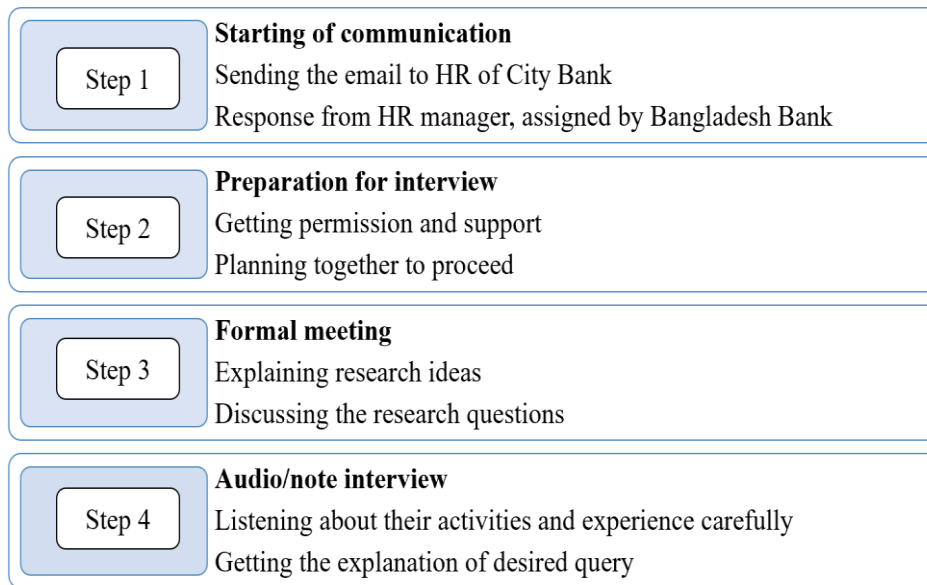 Step 1
Starting of communication
Sending the email to HR of City Bank
Response from HR manager, assigned by Bangladesh Bank
Step 2
Preparation for interview
Getting permission and support
Planning together to proceed
Step 3
Formal meeting
Explaining research ideas
Discussing the research questions
Step 4
Audio/note interview
Listening about their activities and experience carefully
Getting the explanation of desired query